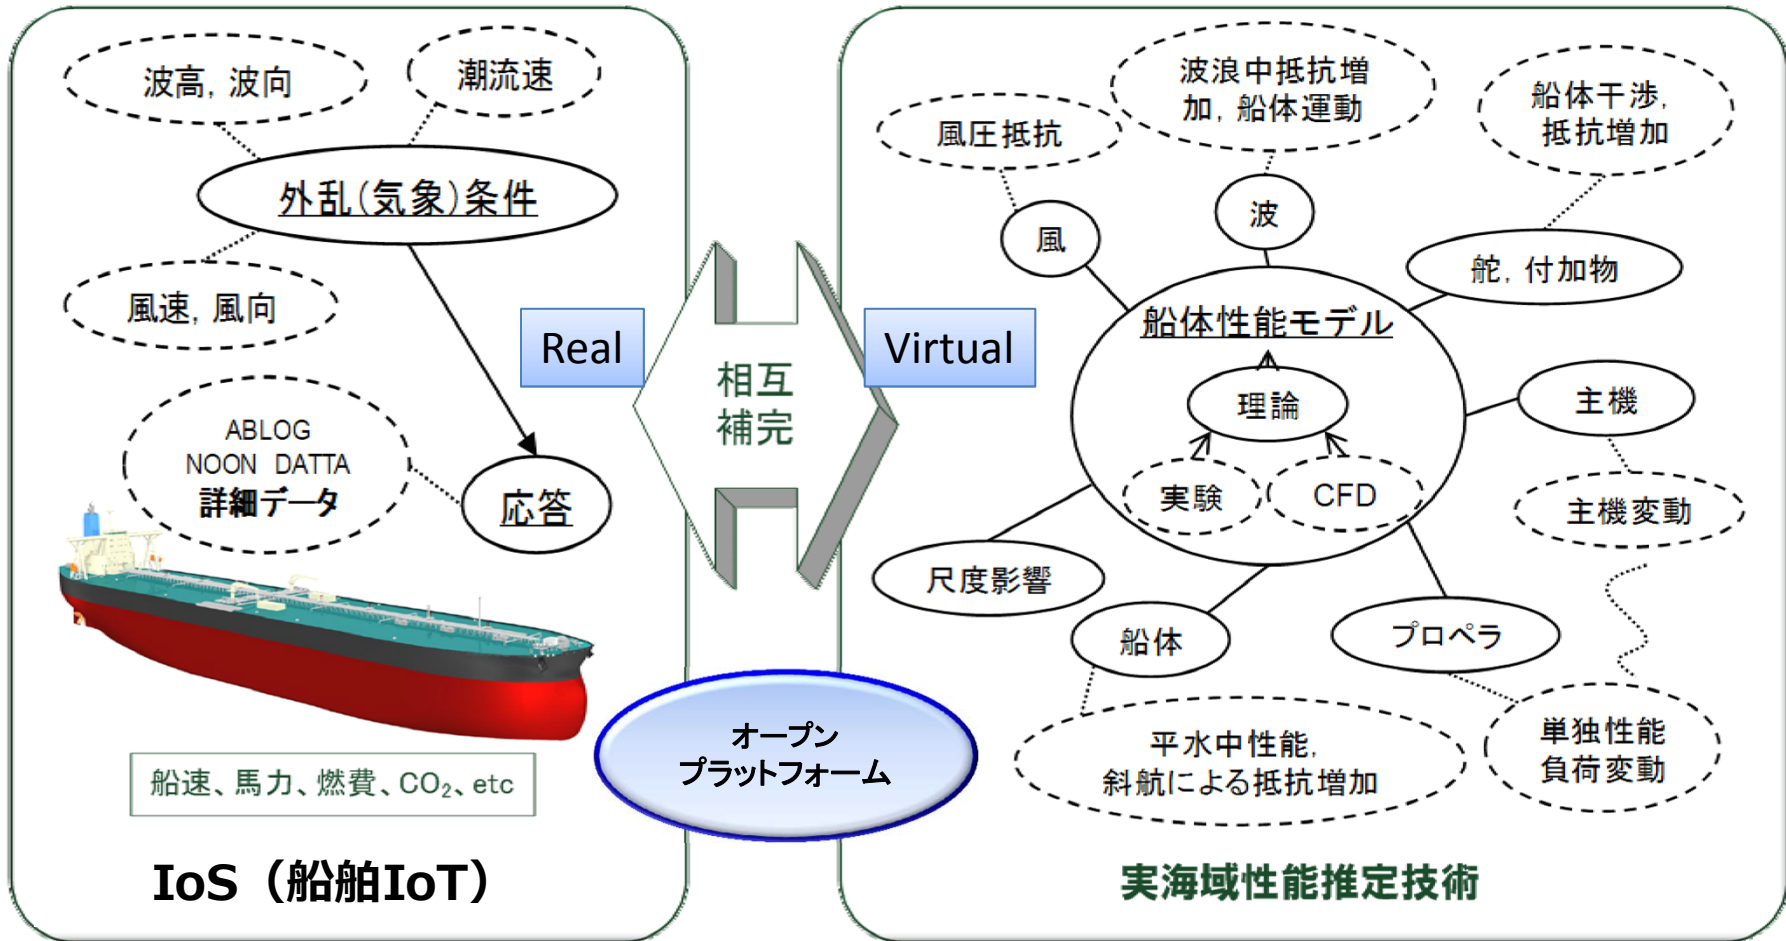 波高, 波向
潮流速
外乱(気象)条件
風速, 風向
ABLOG
NOON DATTA
詳細データ
応答
船速、馬力、燃費、CO₂、etc
IoS（船舶IoT）
Real
相互
補完
Virtual
オープン
プラットフォーム
風圧抵抗
波浪中抵抗増
加, 船体運動
船体干渉,
抵抗増加
風
波
舵, 付加物
船体性能モデル
理論
実験
CFD
主機
主機変動
尺度影響
船体
プロペラ
平水中性能,
斜航による抵抗増加
単独性能
負荷変動
実海域性能推定技術